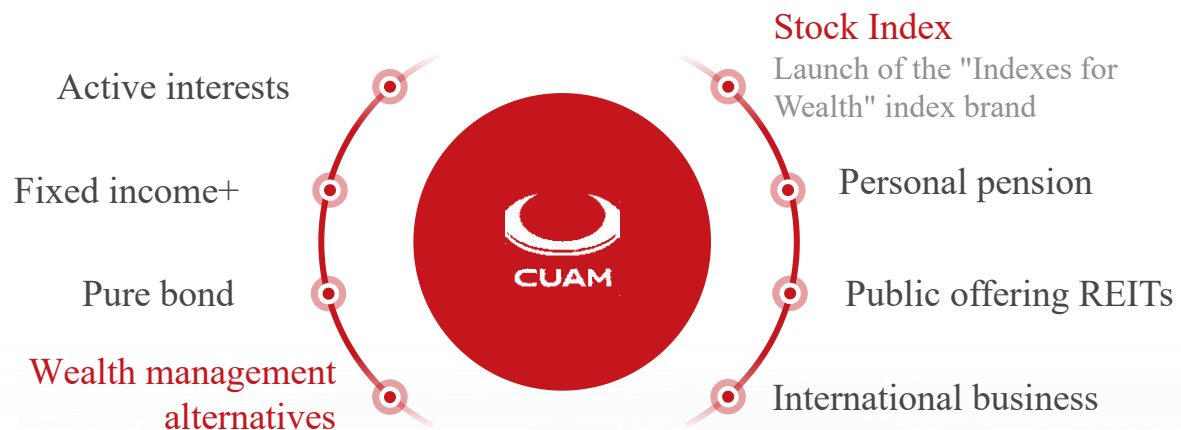 Active interests
Fixed income+
Pure bond
Wealth management
alternatives
CUAM
Stock Index
Launch of the "Indexes for
Wealth" index brand
Personal pension
Public offering REITs
International business